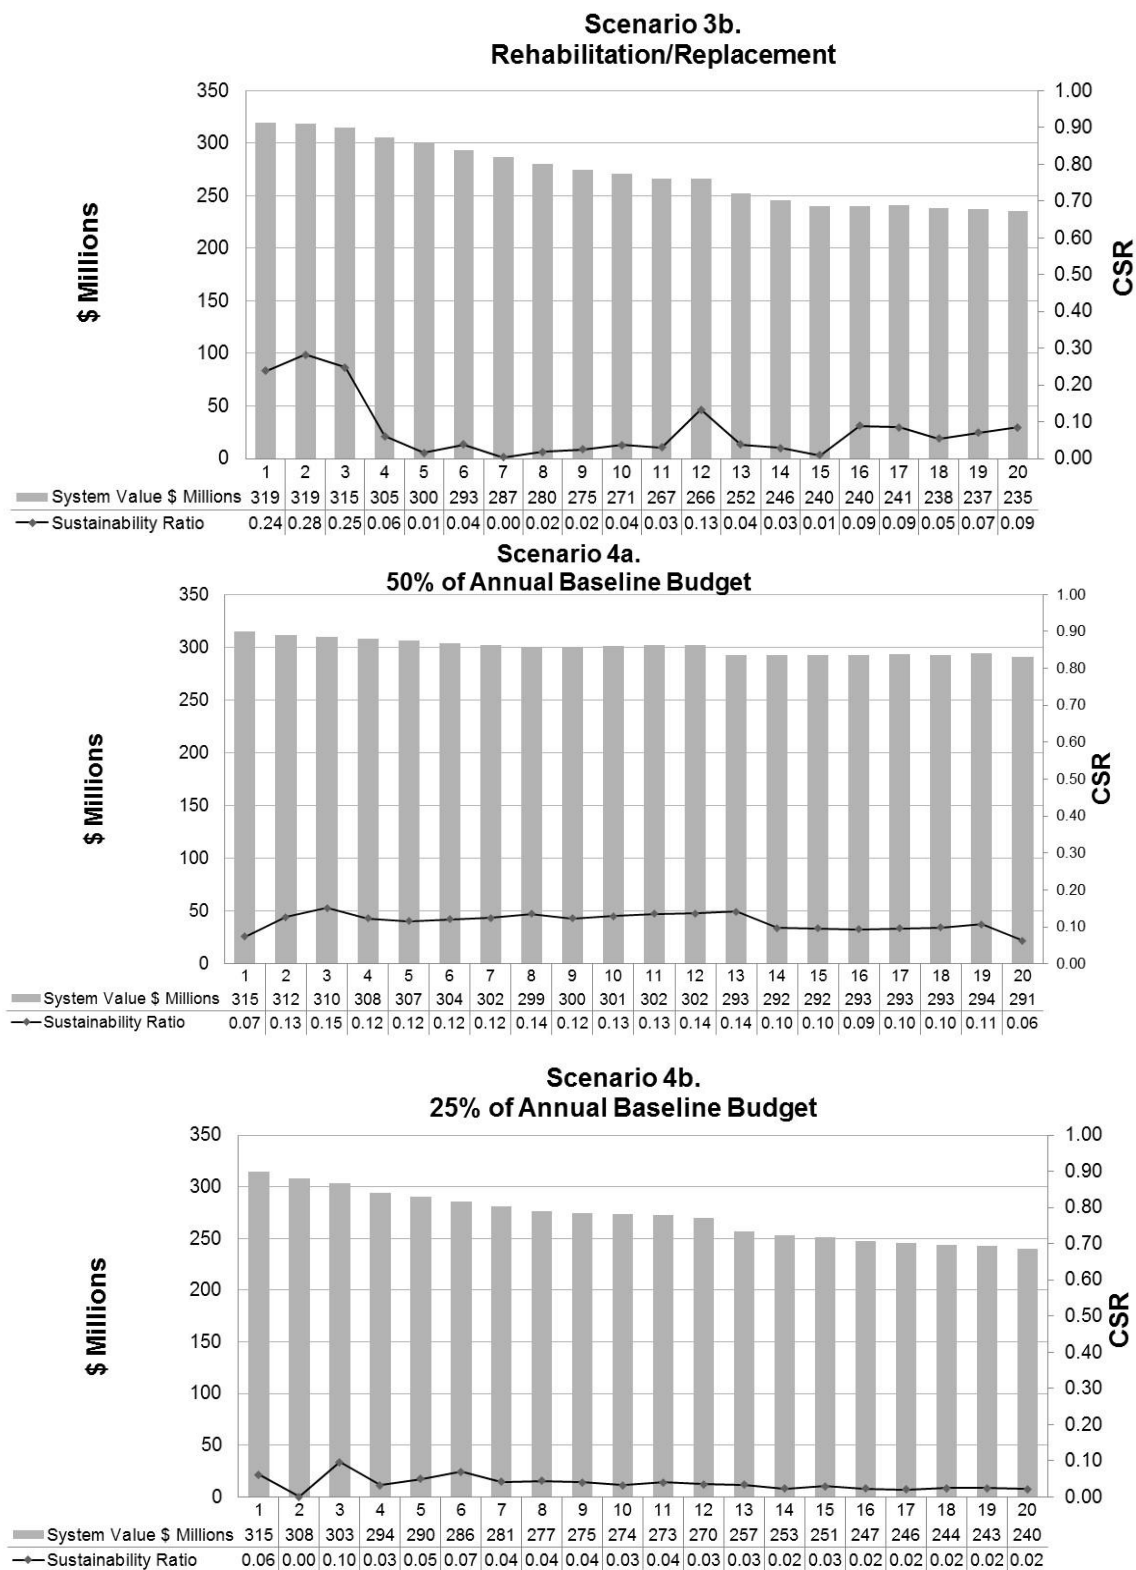 Scenario 3b.
Rehabilitation/Replacement
350
300
250
200
150
100
50
0
$ Millions
1.00
0.90
0.80
0.70
0.60
0.50
0.40
0.30
0.20
0.10
0.00
CSR
1 2 3 4 5 6 7 8 9 10 11 12 13 14 15 16 17 18 19 20
System Value $ Millions 319 319 315 305 300 293 287 280 275 271 267 266 252 246 240 240 241 238 237 235
Sustainability Ratio 0.24 0.28 0.25 0.06 0.01 0.04 0.00 0.02 0.02 0.04 0.03 0.13 0.04 0.03 0.01 0.09 0.09 0.05 0.07 0.09
Scenario 4a.
50% of Annual Baseline Budget
350
300
250
200
150
100
50
0
$ Millions
1.00
0.90
0.80
0.70
0.60
0.50
0.40
0.30
0.20
0.10
0.00
CSR
1 2 3 4 5 6 7 8 9 10 11 12 13 14 15 16 17 18 19 20
System Value $ Millions 315 312 310 308 307 304 302 299 300 301 302 302 293 292 292 293 293 293 294 291
Sustainability Ratio 0.07 0.13 0.15 0.12 0.12 0.12 0.12 0.14 0.12 0.13 0.13 0.14 0.14 0.10 0.10 0.09 0.10 0.10 0.11 0.06
Scenario 4b.
25% of Annual Baseline Budget
350
300
250
200
150
100
50
0
$ Millions
1.00
0.90
0.80
0.70
0.60
0.50
0.40
0.30
0.20
0.10
0.00
CSR
1 2 3 4 5 6 7 8 9 10 11 12 13 14 15 16 17 18 19 20
System Value $ Millions 315 308 303 294 290 286 281 277 275 274 273 270 257 253 251 247 246 244 243 240
Sustainability Ratio 0.06 0.00 0.10 0.03 0.05 0.07 0.04 0.04 0.04 0.03 0.04 0.03 0.03 0.02 0.03 0.02 0.02 0.02 0.02 0.02